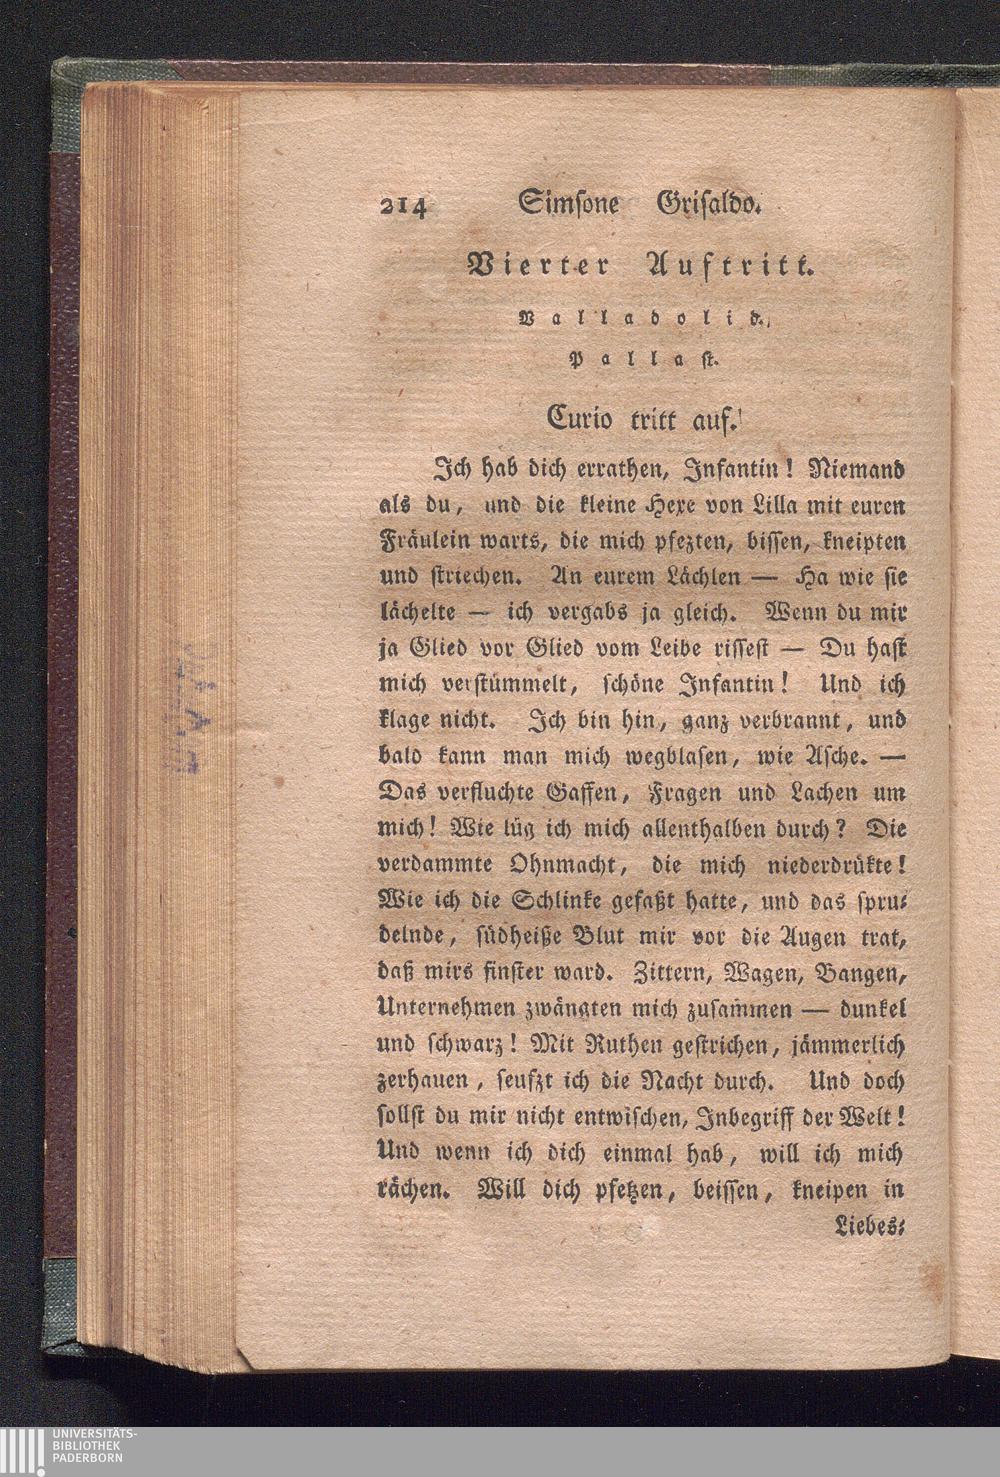 214 Simsone Grisaldo.
Vierter Auftritt.
Valladolid.
Pallast.
Curio tritt auf.
Ich hab dich errathen, Infantin! Niemand
als du, und die kleine Hexe von Lilla mit euren
Fräulein warts, die mich pfezten, bissen, kneipten
und striechen. An eurem Lächlen — Ha wie sie
lächelte — ich vergabs ja gleich. Wenn du mir
ja Glied vor Glied vom Leibe rissest — Du hast
mich verstümmelt, schöne Infantin! Und ich
klage nicht. Ich bin hin, ganz verbrannt, und
bald kann man mich wegblasen, wie Asche. —
Das verfluchte Gaffen, Fragen und Lachen um
mich! Wie lüg ich mich allenthalben durch? Die
verdammte Ohnmacht, die mich niederdrükte!
Wie ich die Schlinke gefaßt hatte, und das spru-
delnde, südheiße Blut mir vor die Augen trat,
daß mirs finster ward. Zittern, Wagen, Bangen,
Unternehmen zwängten mich zusammen — dunkel
und schwarz! Mit Ruthen gestrichen, jämmerlich
zerhauen, seufzt ich die Nacht durch. Und doch
sollst du mir nicht entwischen, Inbegriff der Welt!
Und wenn ich dich einmal hab, will ich mich
rächen. Will dich pfetzen, beissen, kneipen in
Liebes-
UNIVERSITÄTS-
BIBLIOTHEK
PADERBORN